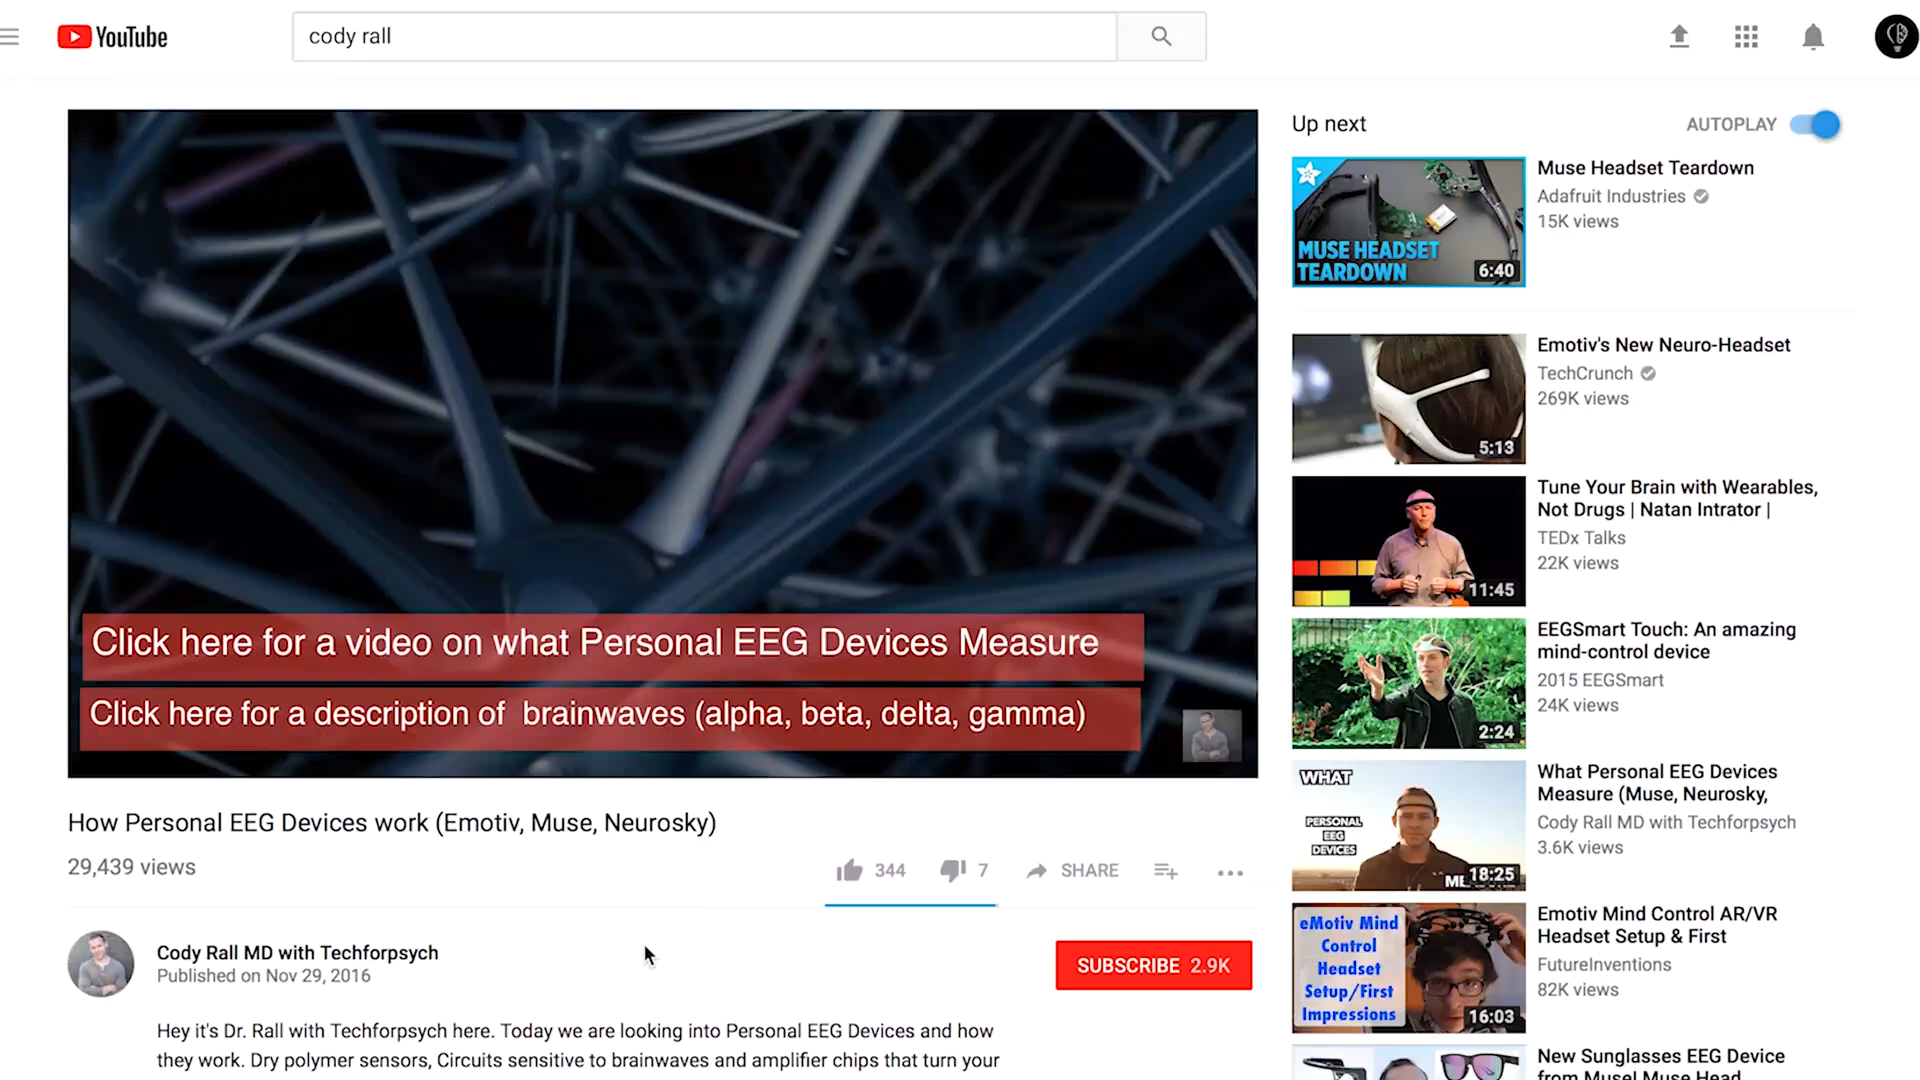 YouTube
cody rall
Click here for a video on what Personal EEG Devices Measure
Click here for a description of brainwaves (alpha, beta, delta, gamma)
How Personal EEG Devices work (Emotiv, Muse, Neurosky)
29,439 views
344
7
SHARE
Cody Rall MD with Techforpsych
Published on Nov 29, 2016
SUBSCRIBE 2.9K
Hey it's Dr. Rall with Techforpsych here. Today we are looking into Personal EEG Devices and how
they work. Dry polymer sensors, Circuits sensitive to brainwaves and amplifier chips that turn your
Up next
AUTOPLAY
MUSE HEADSET
TEARDOWN
6:40
Muse Headset Teardown
Adafruit Industries
15K views
5:13
Emotiv's New Neuro-Headset
TechCrunch
269K views
11:45
Tune Your Brain with Wearables,
Not Drugs | Natan Intrator |
TEDx Talks
22K views
2:24
EEGSmart Touch: An amazing
mind-control device
2015 EEGSmart
24K views
WHAT
PERSONAL
EEG
DEVICES
18:25
What Personal EEG Devices
Measure (Muse, Neurosky,
Cody Rall MD with Techforpsych
3.6K views
eMotiv Mind
Control
Headset
Setup/First
Impressions
16:03
Emotiv Mind Control AR/VR
Headset Setup & First
FutureInventions
82K views
New Sunglasses EEG Device
from Muse! Muse Head